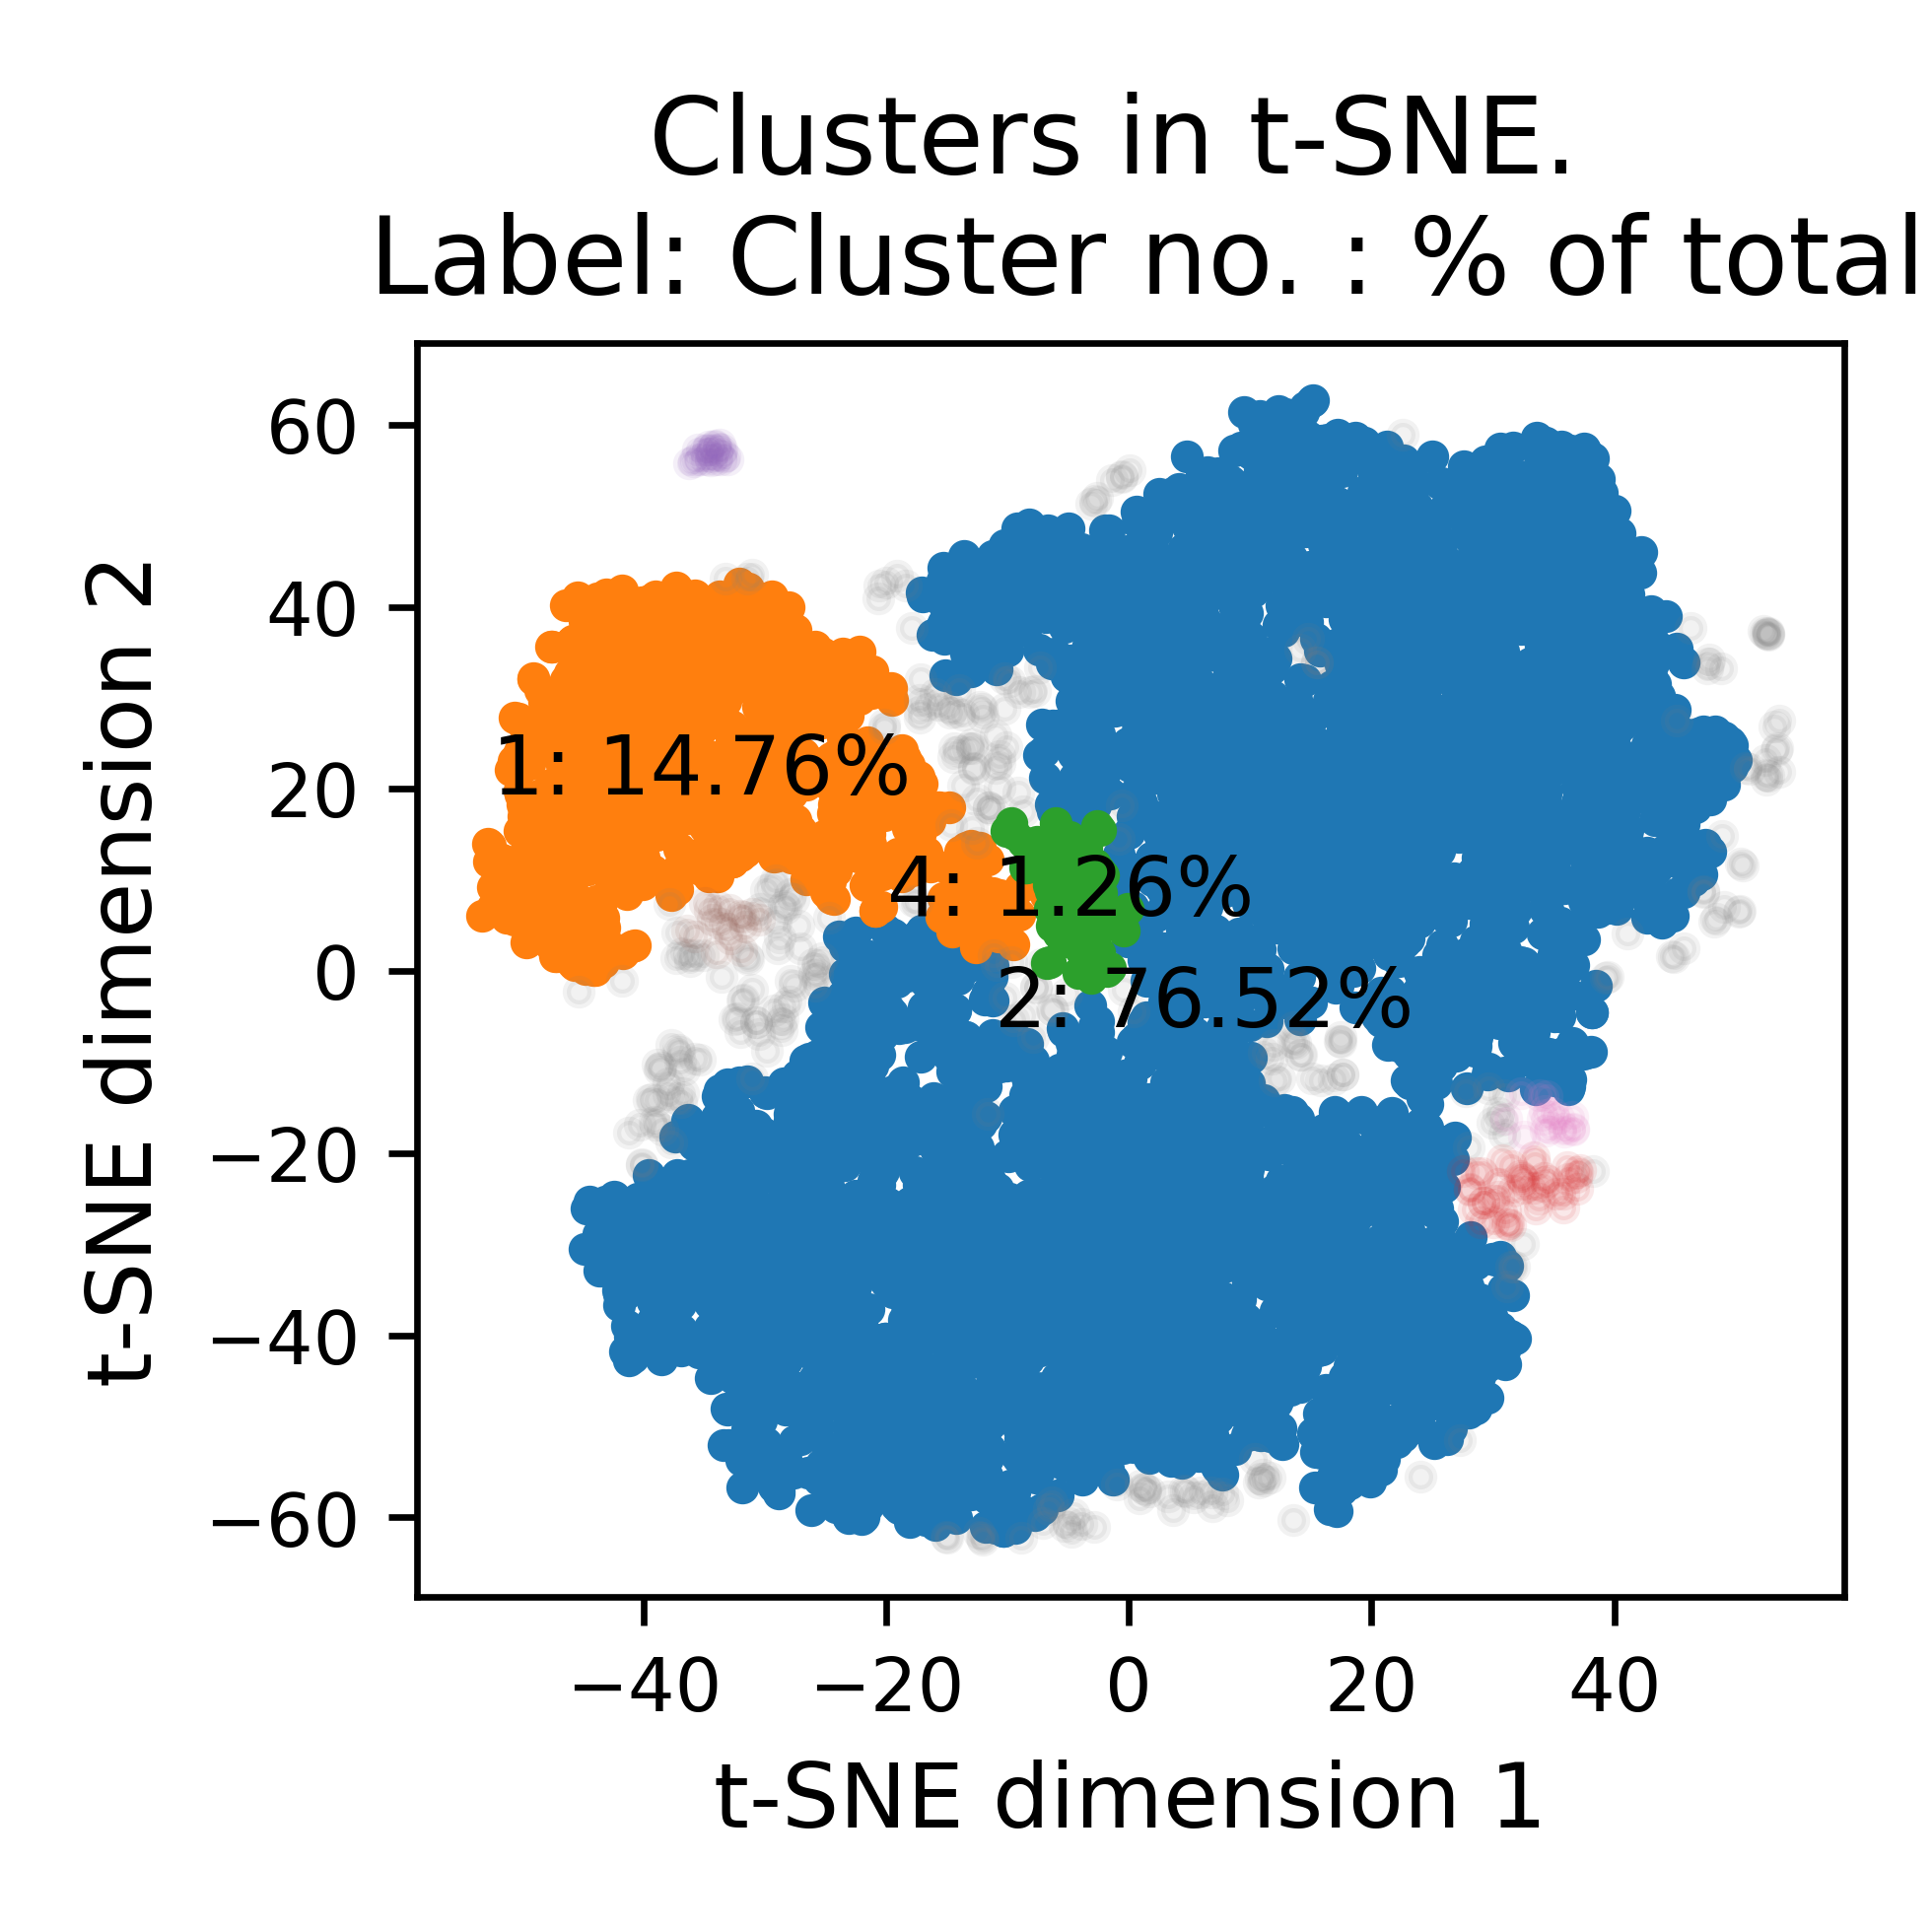 Clusters in t-SNE.
Label: Cluster no. : % of total
t-SNE dimension 2
60
40
20
0
−20
−40
−60
1: 14.76%
4: 1.26%
2: 76.52%
−40 −20 0 20 40
t-SNE dimension 1